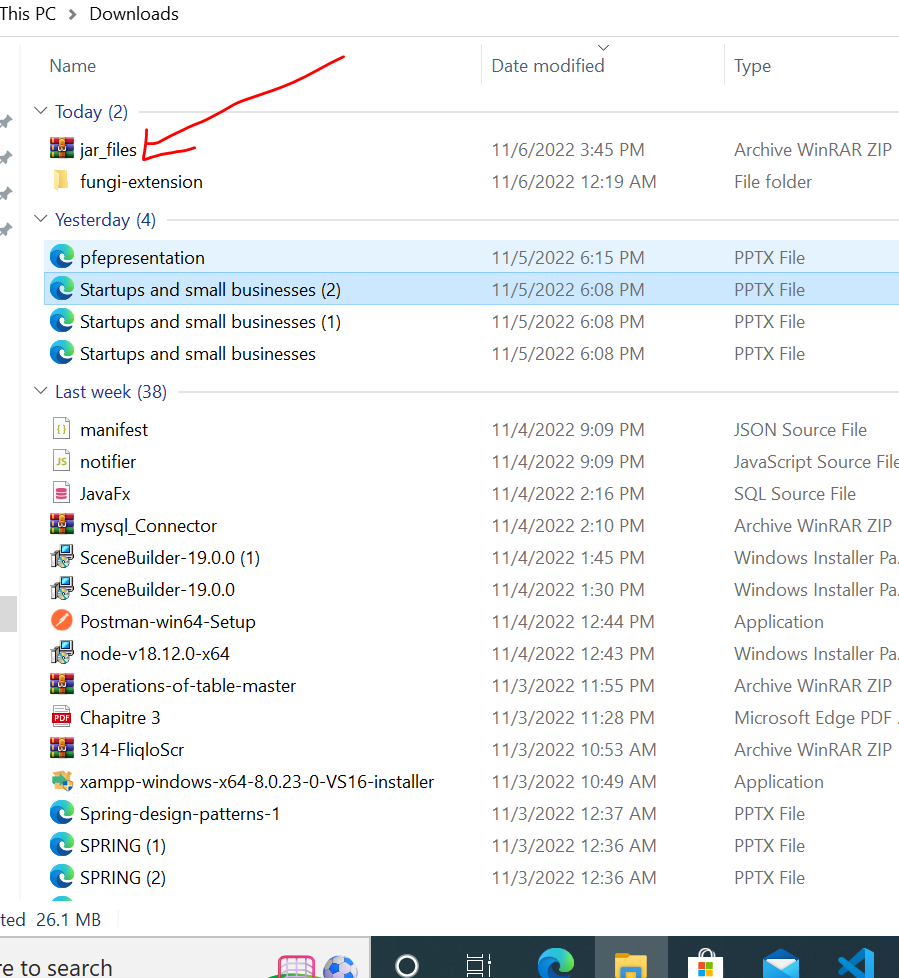 This PC > Downloads
Name Date modified Type
Today (2)
jar_files 11/6/2022 3:45 PM Archive WinRAR ZIP
fungi-extension 11/6/2022 12:19 AM File folder
Yesterday (4)
pfepresentation 11/5/2022 6:15 PM PPTX File
Startups and small businesses (2) 11/5/2022 6:08 PM PPTX File
Startups and small businesses (1) 11/5/2022 6:08 PM PPTX File
Startups and small businesses 11/5/2022 6:08 PM PPTX File
Last week (38)
manifest 11/4/2022 9:09 PM JSON Source File
notifier 11/4/2022 9:09 PM JavaScript Source File
JavaFx 11/4/2022 2:16 PM SQL Source File
mysql_Connector 11/4/2022 2:10 PM Archive WinRAR ZIP
SceneBuilder-19.0.0 (1) 11/4/2022 1:45 PM Windows Installer Pa.
SceneBuilder-19.0.0 11/4/2022 1:30 PM Windows Installer Pa.
Postman-win64-Setup 11/4/2022 12:44 PM Application
node-v18.12.0-x64 11/4/2022 12:43 PM Windows Installer Pa.
operations-of-table-master 11/3/2022 11:55 PM Archive WinRAR ZIP
PDF Chapitre 3 11/3/2022 11:28 PM Microsoft Edge PDF .
314-FliqloScr 11/3/2022 10:53 AM Archive WinRAR ZIP
xampp-windows-x64-8.0.23-0-VS16-installer 11/3/2022 10:49 AM Application
Spring-design-patterns-1 11/3/2022 12:37 AM PPTX File
SPRING (1) 11/3/2022 12:36 AM PPTX File
SPRING (2) 11/3/2022 12:36 AM PPTX File
ted 26.1 MB
re to search